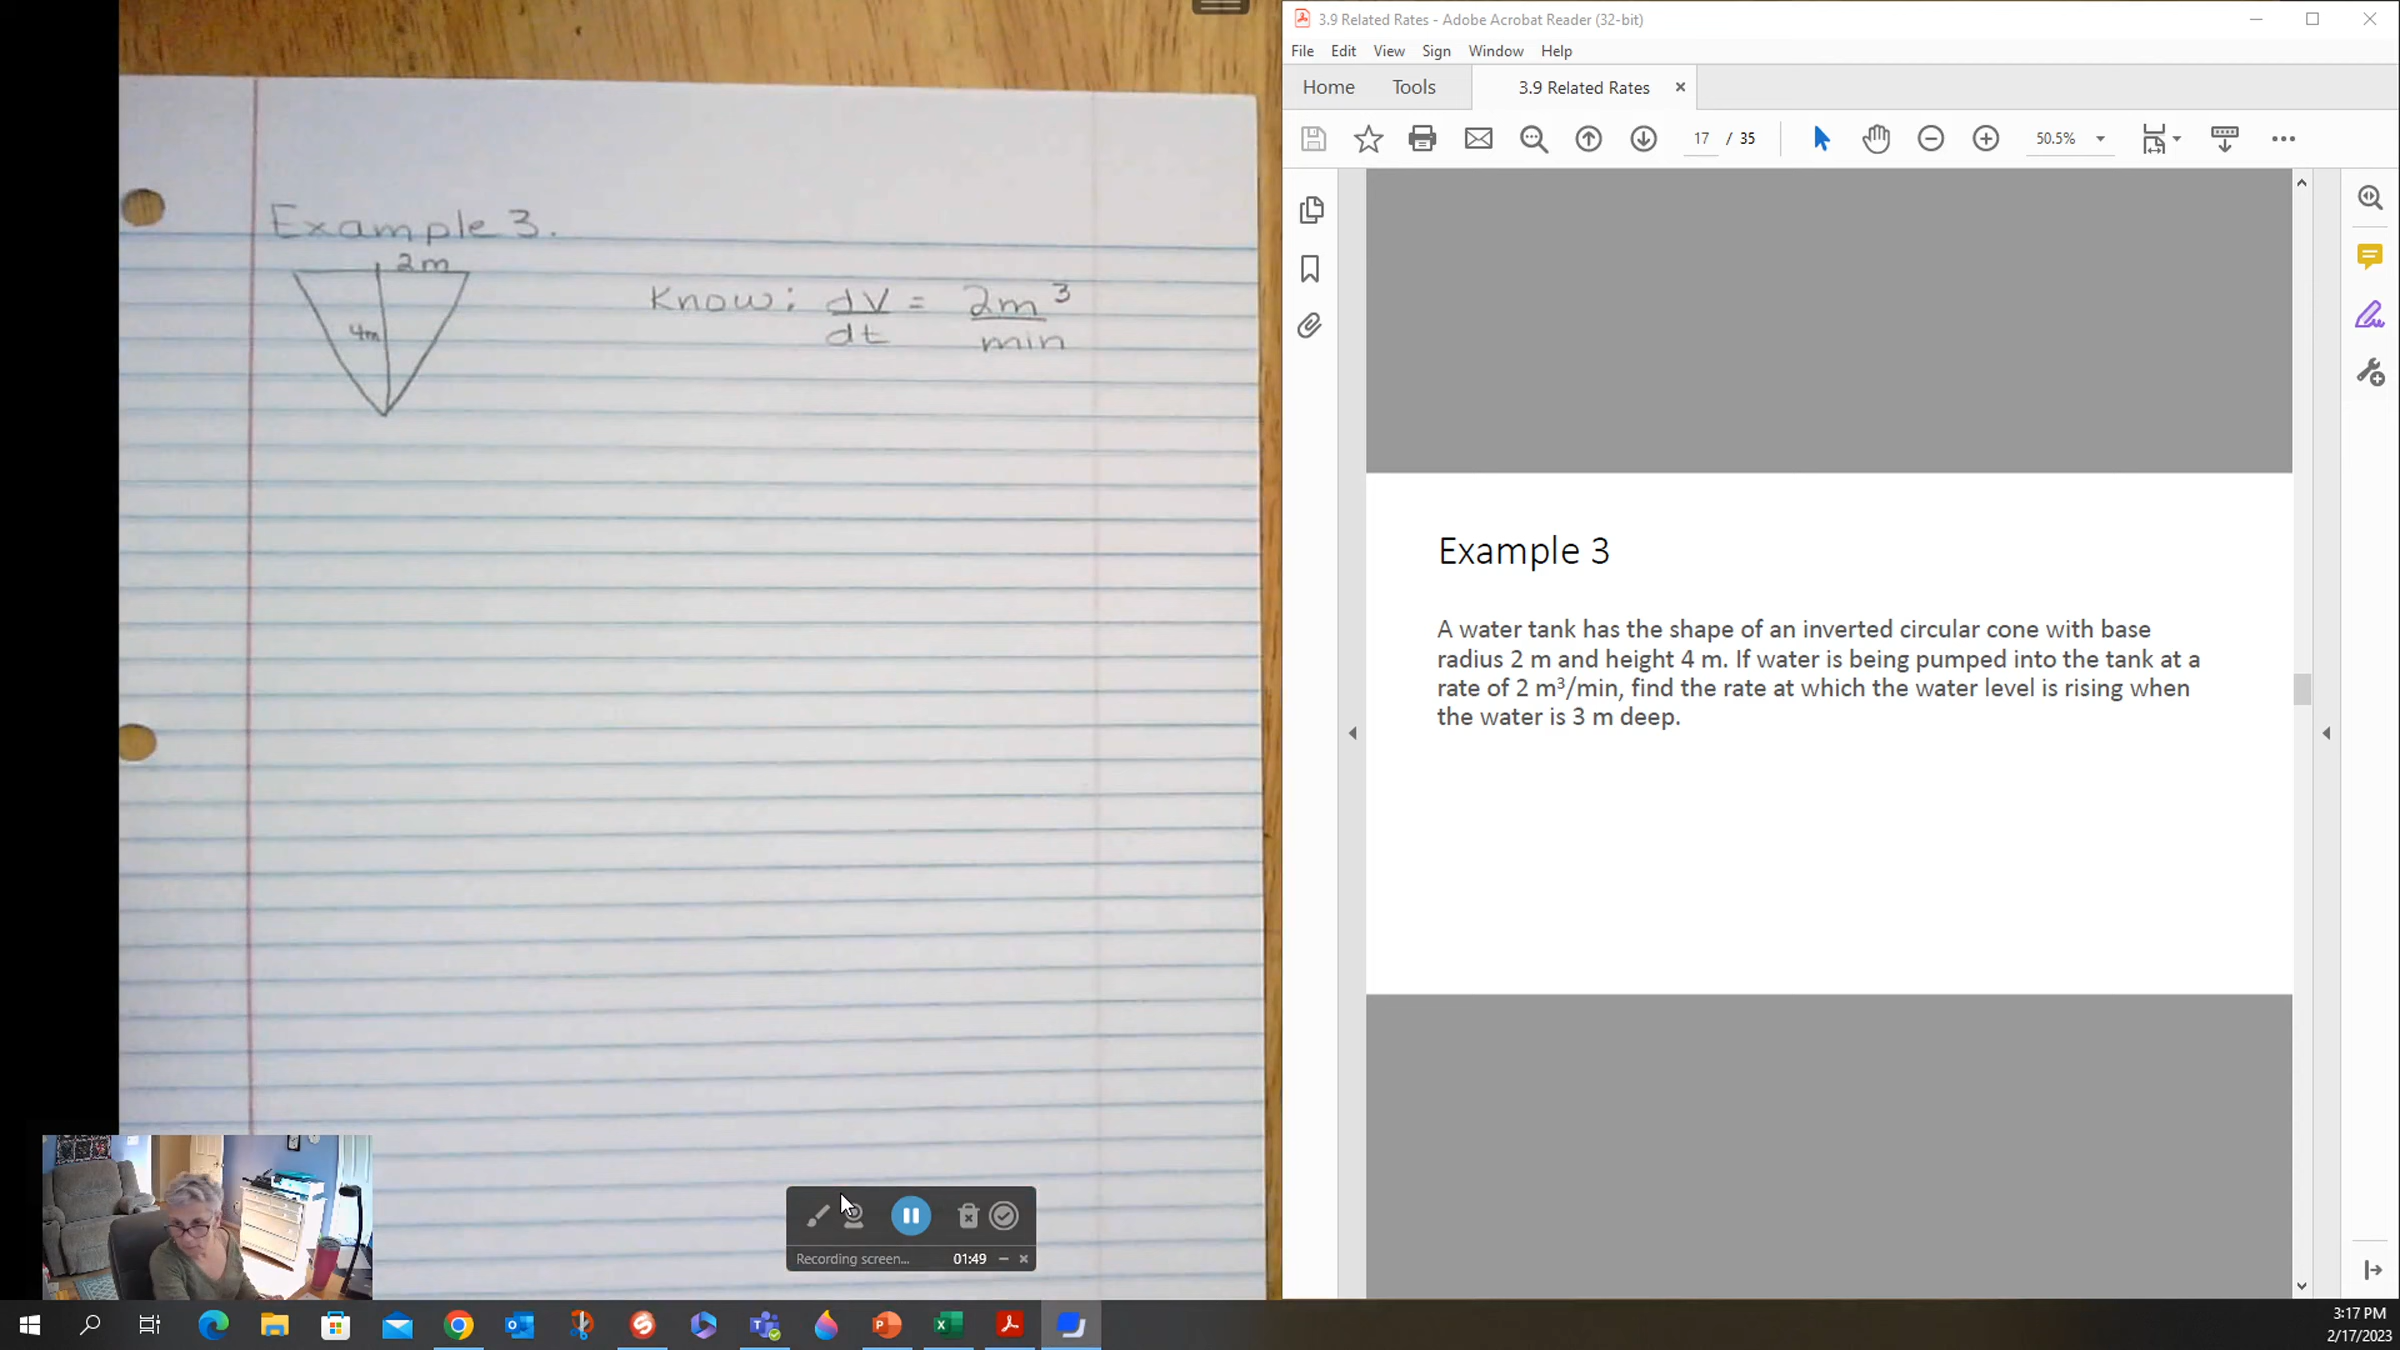 Example 3.
2m
4m
Know: dV/dt = 2m³/min
3.9 Related Rates - Adobe Acrobat Reader (32-bit)
File Edit View Sign Window Help
Home Tools 3.9 Related Rates ×
17 / 35 50.5%
Example 3
A water tank has the shape of an inverted circular cone with base
radius 2 m and height 4 m. If water is being pumped into the tank at a
rate of 2 m³/min, find the rate at which the water level is rising when
the water is 3 m deep.
Recording screen... 01:49
3:17 PM
2/17/2023